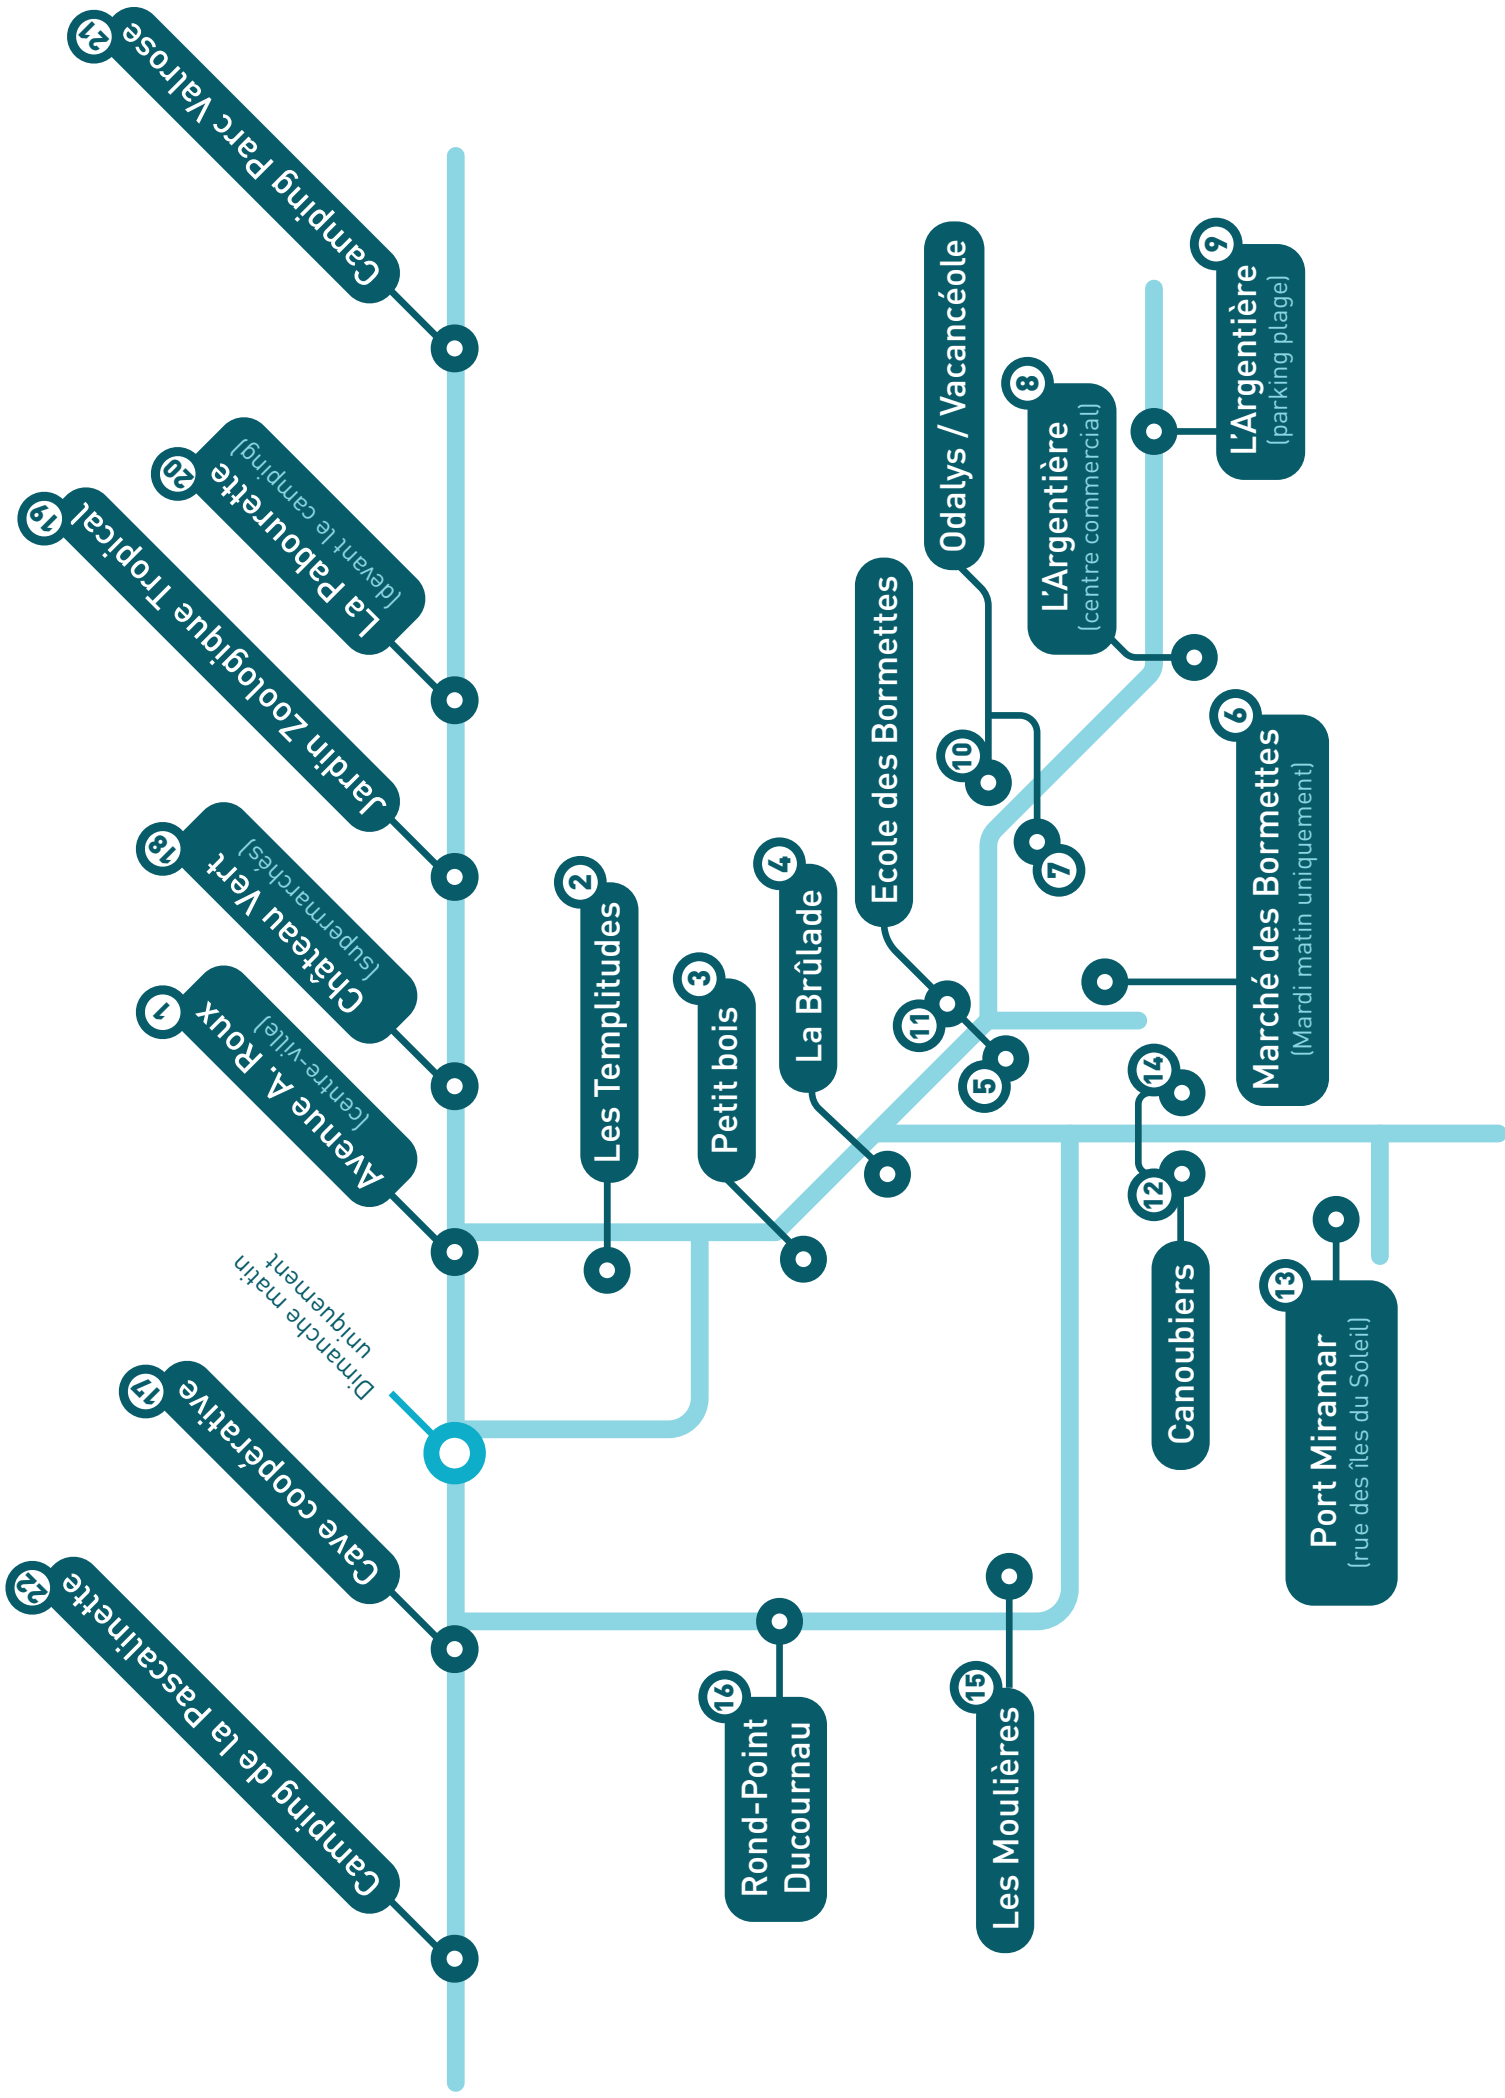 22
Camping de la Pascalinette
17
Cave coopérative
Dimanche matin
uniquement
1
Avenue A. Roux
(centre-ville)
18
Château Vert
(supermarchés)
19
Jardin Zoologique Tropical
20
La Pabourette
(devant le camping)
21
Camping Parc Valrose
2
Les Templitudes
3
Petit bois
4
La Brûlade
Ecole des Bormettes
11
5
Odalys / Vacancéole
10
7
8
L'Argentière
(centre commercial)
9
L'Argentière
(parking plage)
6
Marché des Bormettes
(Mardi matin uniquement)
14
12
Canoubiers
13
Port Miramar
(rue des îles du Soleil)
16
Rond-Point
Ducournau
15
Les Moulières